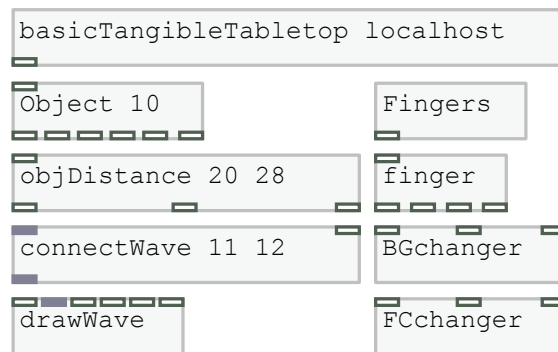 basicTangibleTabletop localhost
Object 10
Fingers
objDistance 20 28
finger
connectWave 11 12
BGchanger
drawWave
FCchanger